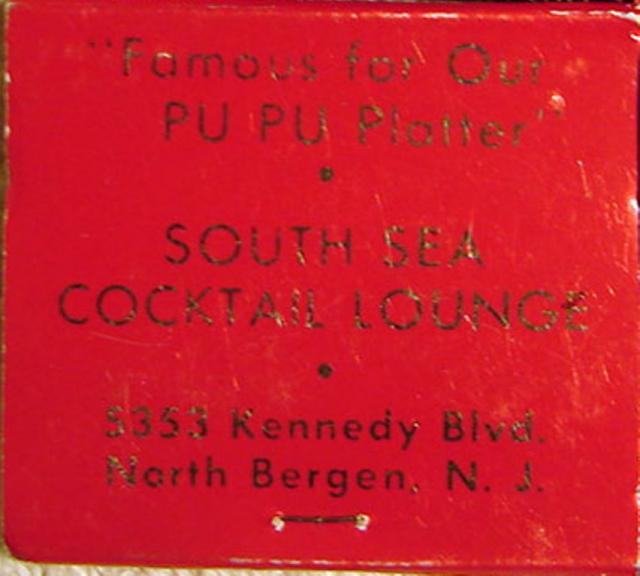 "Famous for Our
PU PU Platter"
•
SOUTH SEA
COCKTAIL LOUNGE
•
5353 Kennedy Blvd.
North Bergen, N. J.